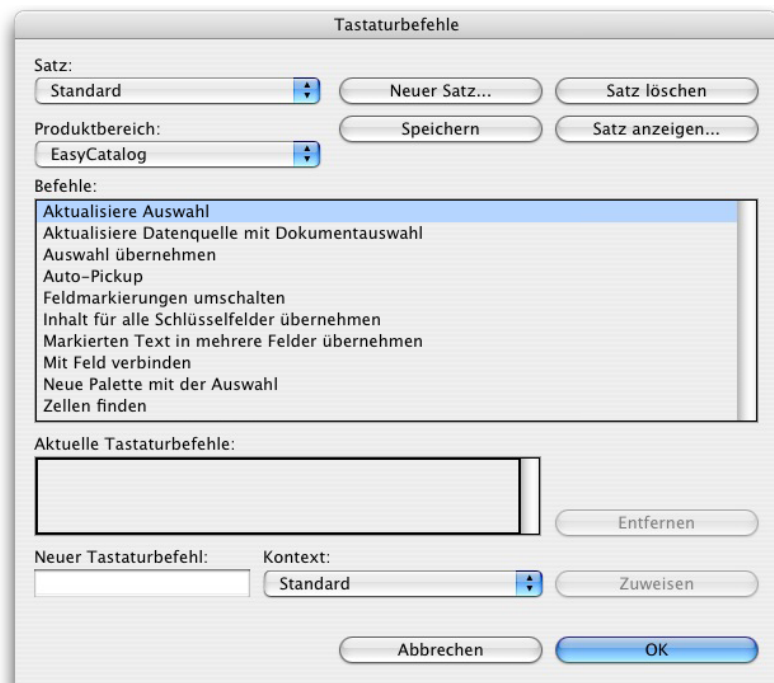 Tastaturbefehle
Satz:
Standard
Neuer Satz...
Satz löschen
Produktbereich:
Speichern
Satz anzeigen...
EasyCatalog
Befehle:
Aktualisiere Auswahl
Aktualisiere Datenquelle mit Dokumentauswahl
Auswahl übernehmen
Auto-Pickup
Feldmarkierungen umschalten
Inhalt für alle Schlüsselfelder übernehmen
Markierten Text in mehrere Felder übernehmen
Mit Feld verbinden
Neue Palette mit der Auswahl
Zellen finden
Aktuelle Tastaturbefehle:
Entfernen
Neuer Tastaturbefehl:
Kontext:
Standard
Zuweisen
Abbrechen
OK